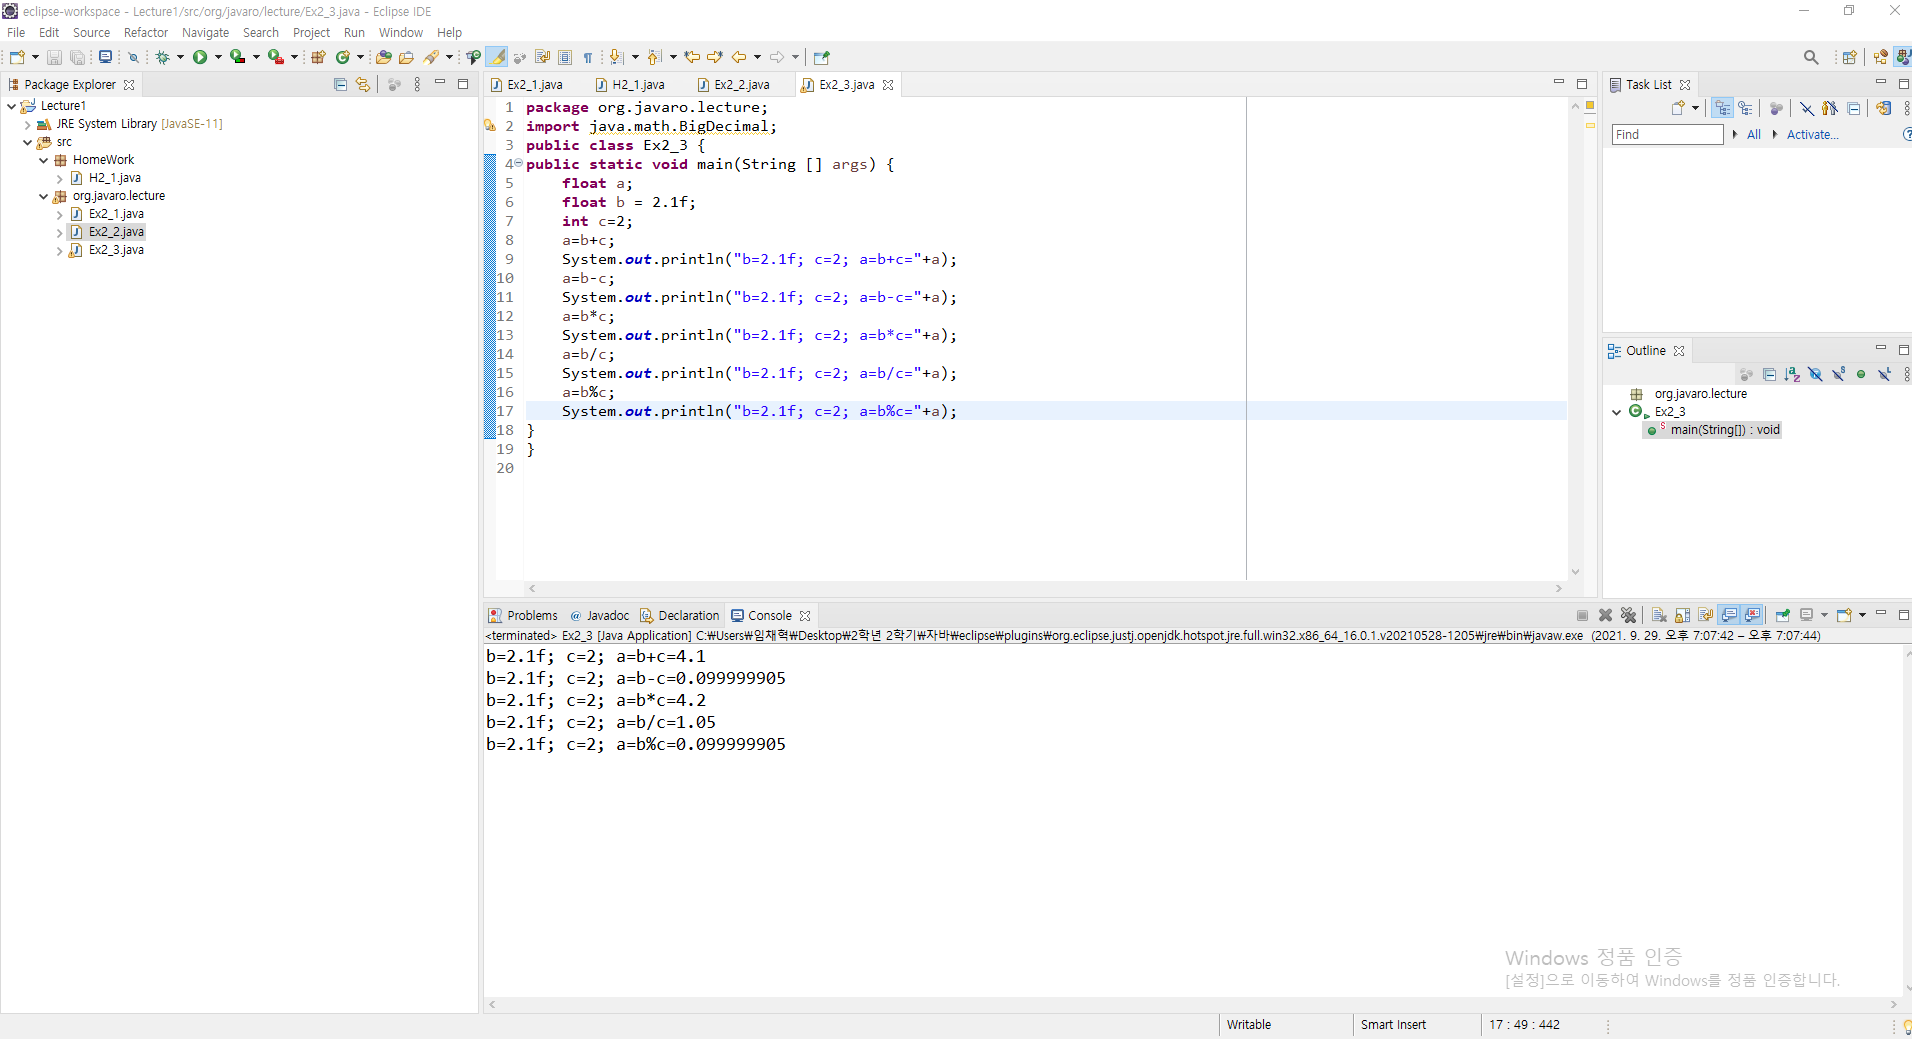 eclipse-workspace - Lecture1/src/org/javaro/lecture/Ex2_3.java - Eclipse IDE
File Edit Source Refactor Navigate Search Project Run Window Help
Package Explorer
Lecture1
JRE System Library [JavaSE-11]
src
HomeWork
H2_1.java
org.javaro.lecture
Ex2_1.java
Ex2_2.java
Ex2_3.java
Ex2_1.java H2_1.java Ex2_2.java Ex2_3.java
1 package org.javaro.lecture;
2 import java.math.BigDecimal;
3 public class Ex2_3 {
4 public static void main(String [] args) {
5 float a;
6 float b = 2.1f;
7 int c=2;
8 a=b+c;
9 System.out.println("b=2.1f; c=2; a=b+c="+a);
10 a=b-c;
11 System.out.println("b=2.1f; c=2; a=b-c="+a);
12 a=b*c;
13 System.out.println("b=2.1f; c=2; a=b*c="+a);
14 a=b/c;
15 System.out.println("b=2.1f; c=2; a=b/c="+a);
16 a=b%c;
17 System.out.println("b=2.1f; c=2; a=b%c="+a);
18 }
19 }
20
Task List
Find All Activate...
Outline
org.javaro.lecture
Ex2_3
main(String[]) : void
Problems @ Javadoc Declaration Console
<terminated> Ex2_3 [Java Application] C:₩Users₩임채혁₩Desktop₩2학년 2학기₩자바₩eclipse₩plugins₩org.eclipse.justj.openjdk.hotspot.jre.full.win32.x86_64_16.0.1.v20210528-1205₩jre₩bin₩javaw.exe (2021. 9. 29. 오후 7:07:42 – 오후 7:07:44)
b=2.1f; c=2; a=b+c=4.1
b=2.1f; c=2; a=b-c=0.099999905
b=2.1f; c=2; a=b*c=4.2
b=2.1f; c=2; a=b/c=1.05
b=2.1f; c=2; a=b%c=0.099999905
Windows 정품 인증
[설정]으로 이동하여 Windows를 정품 인증합니다.
Writable Smart Insert 17 : 49 : 442